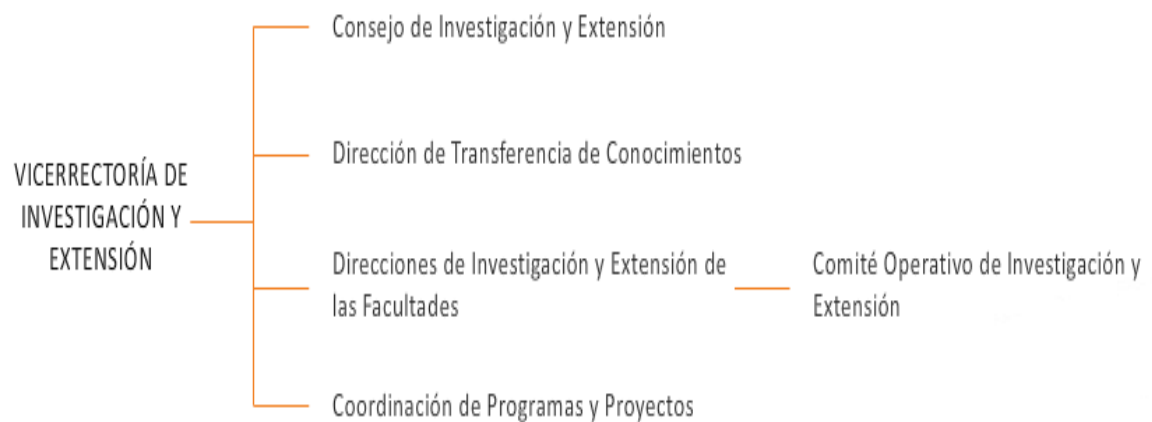 Consejo de Investigación y Extensión
Dirección de Transferencia de Conocimientos
VICERRECTORÍA DE
INVESTIGACIÓN Y
EXTENSIÓN
Direcciones de Investigación y Extensión de
las Facultades
Comité Operativo de Investigación y
Extensión
Coordinación de Programas y Proyectos